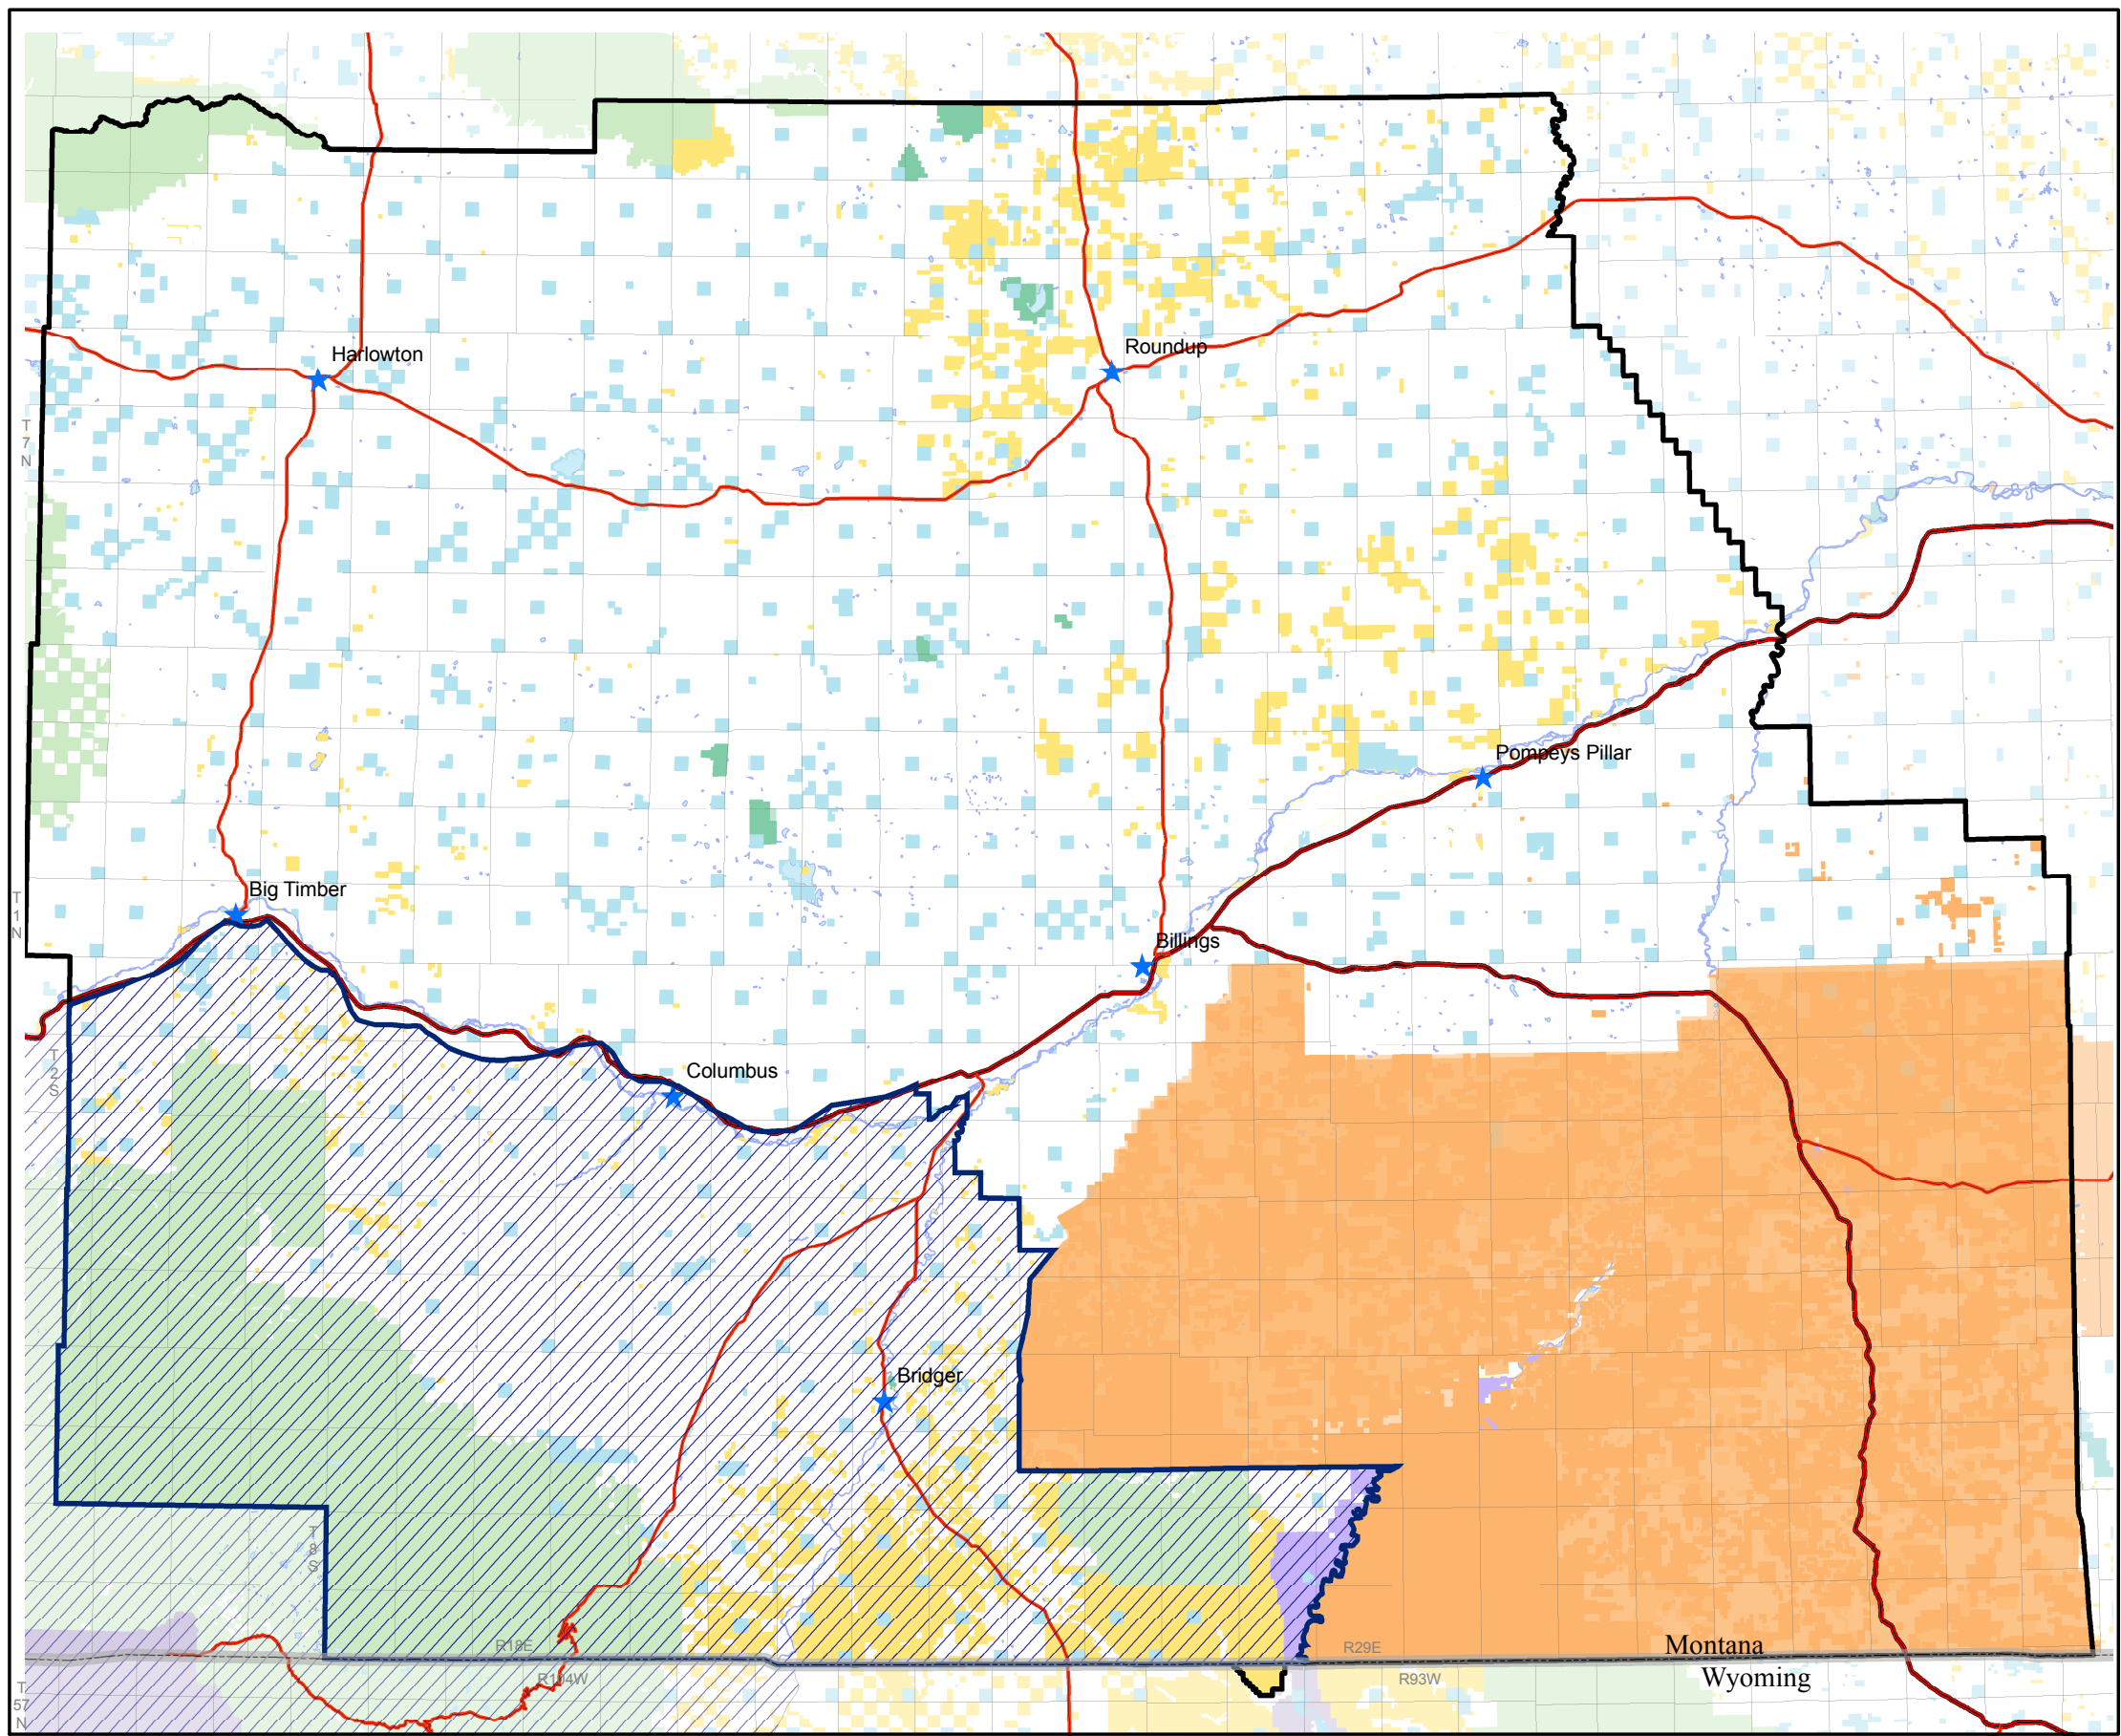 Harlowton
Roundup
T
7
N
Pompeys Pillar
Big Timber
T
1
N
Billings
T
2
S
Columbus
Bridger
T
8
S
R18E
R29E
Montana
R104W
R93W
Wyoming
T
57
N